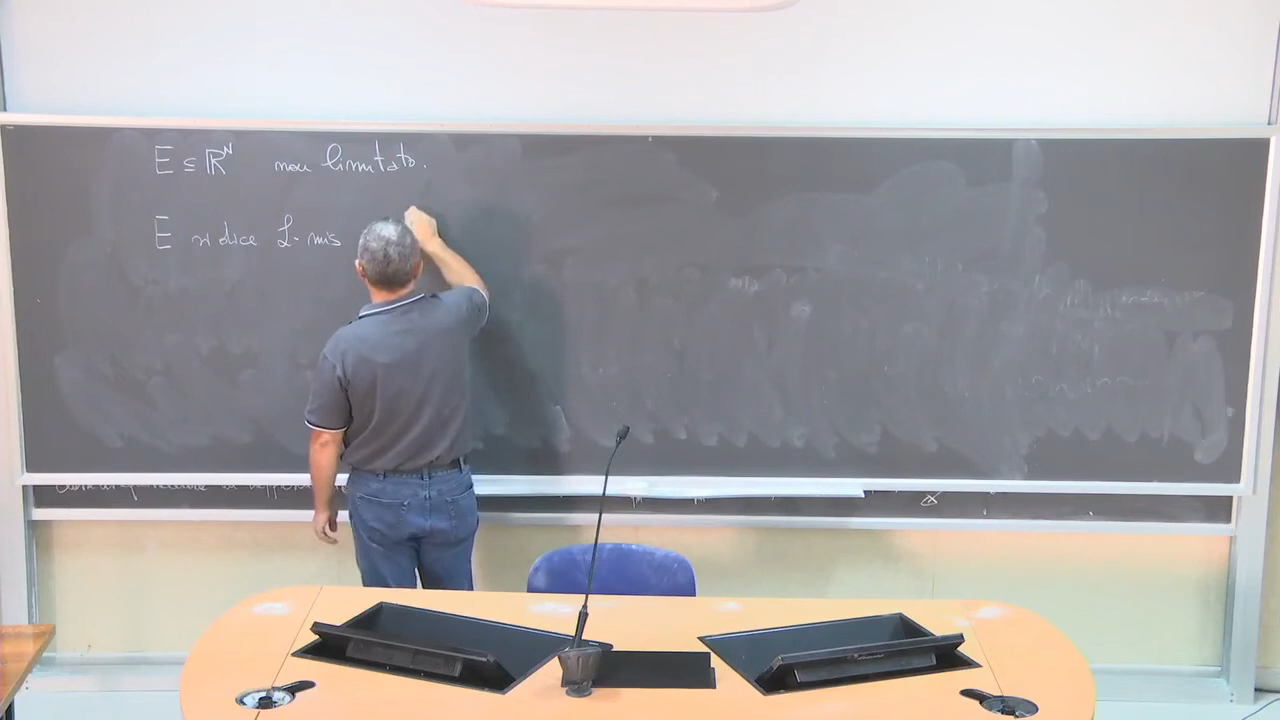 E ⊆ ℝᴺ non limitato.
E si dice L-mis